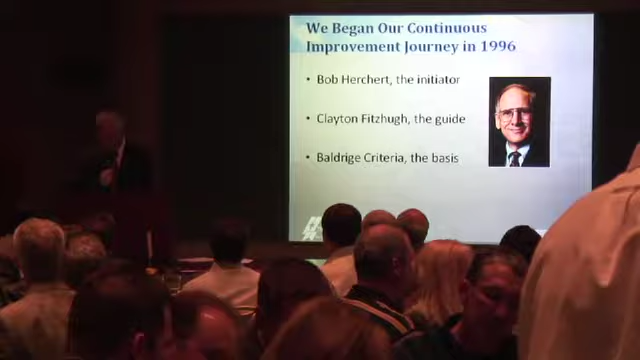 We Began Our Continuous
Improvement Journey in 1996
• Bob Herchert, the initiator
• Clayton Fitzhugh, the guide
• Baldrige Criteria, the basis